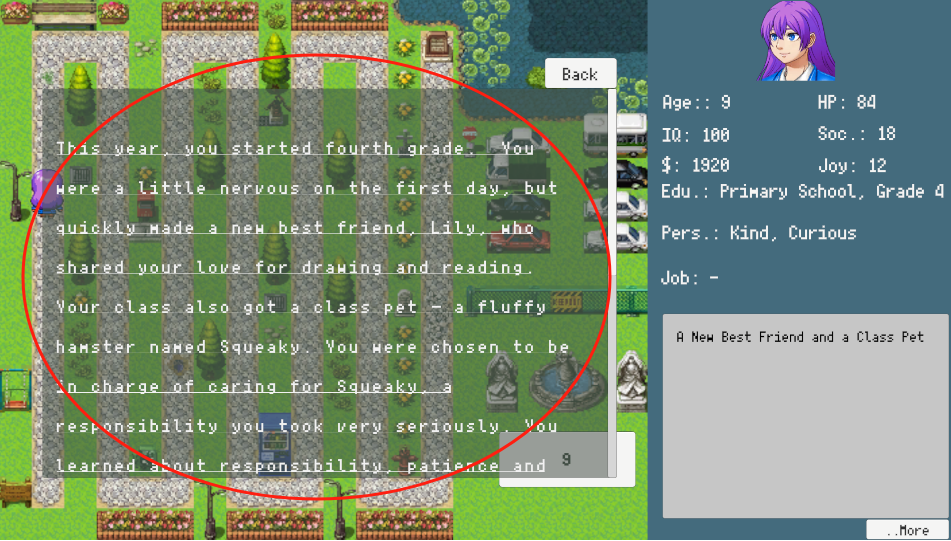 Back
This year, you started fourth grade. You
were a little nervous on the first day, but
quickly made a new best friend, Lily, who
shared your love for drawing and reading.
Your class also got a class pet - a fluffy
hamster named Squeaky. You were chosen to be
in charge of caring for Squeaky, a
responsibility you took very seriously. You
learned about responsibility, patience and
9
Age:: 9
HP: 84
IQ: 100
Soc.: 18
$: 1920
Joy: 12
Edu.: Primary School, Grade 4
Pers.: Kind, Curious
Job: -
A New Best Friend and a Class Pet
..More